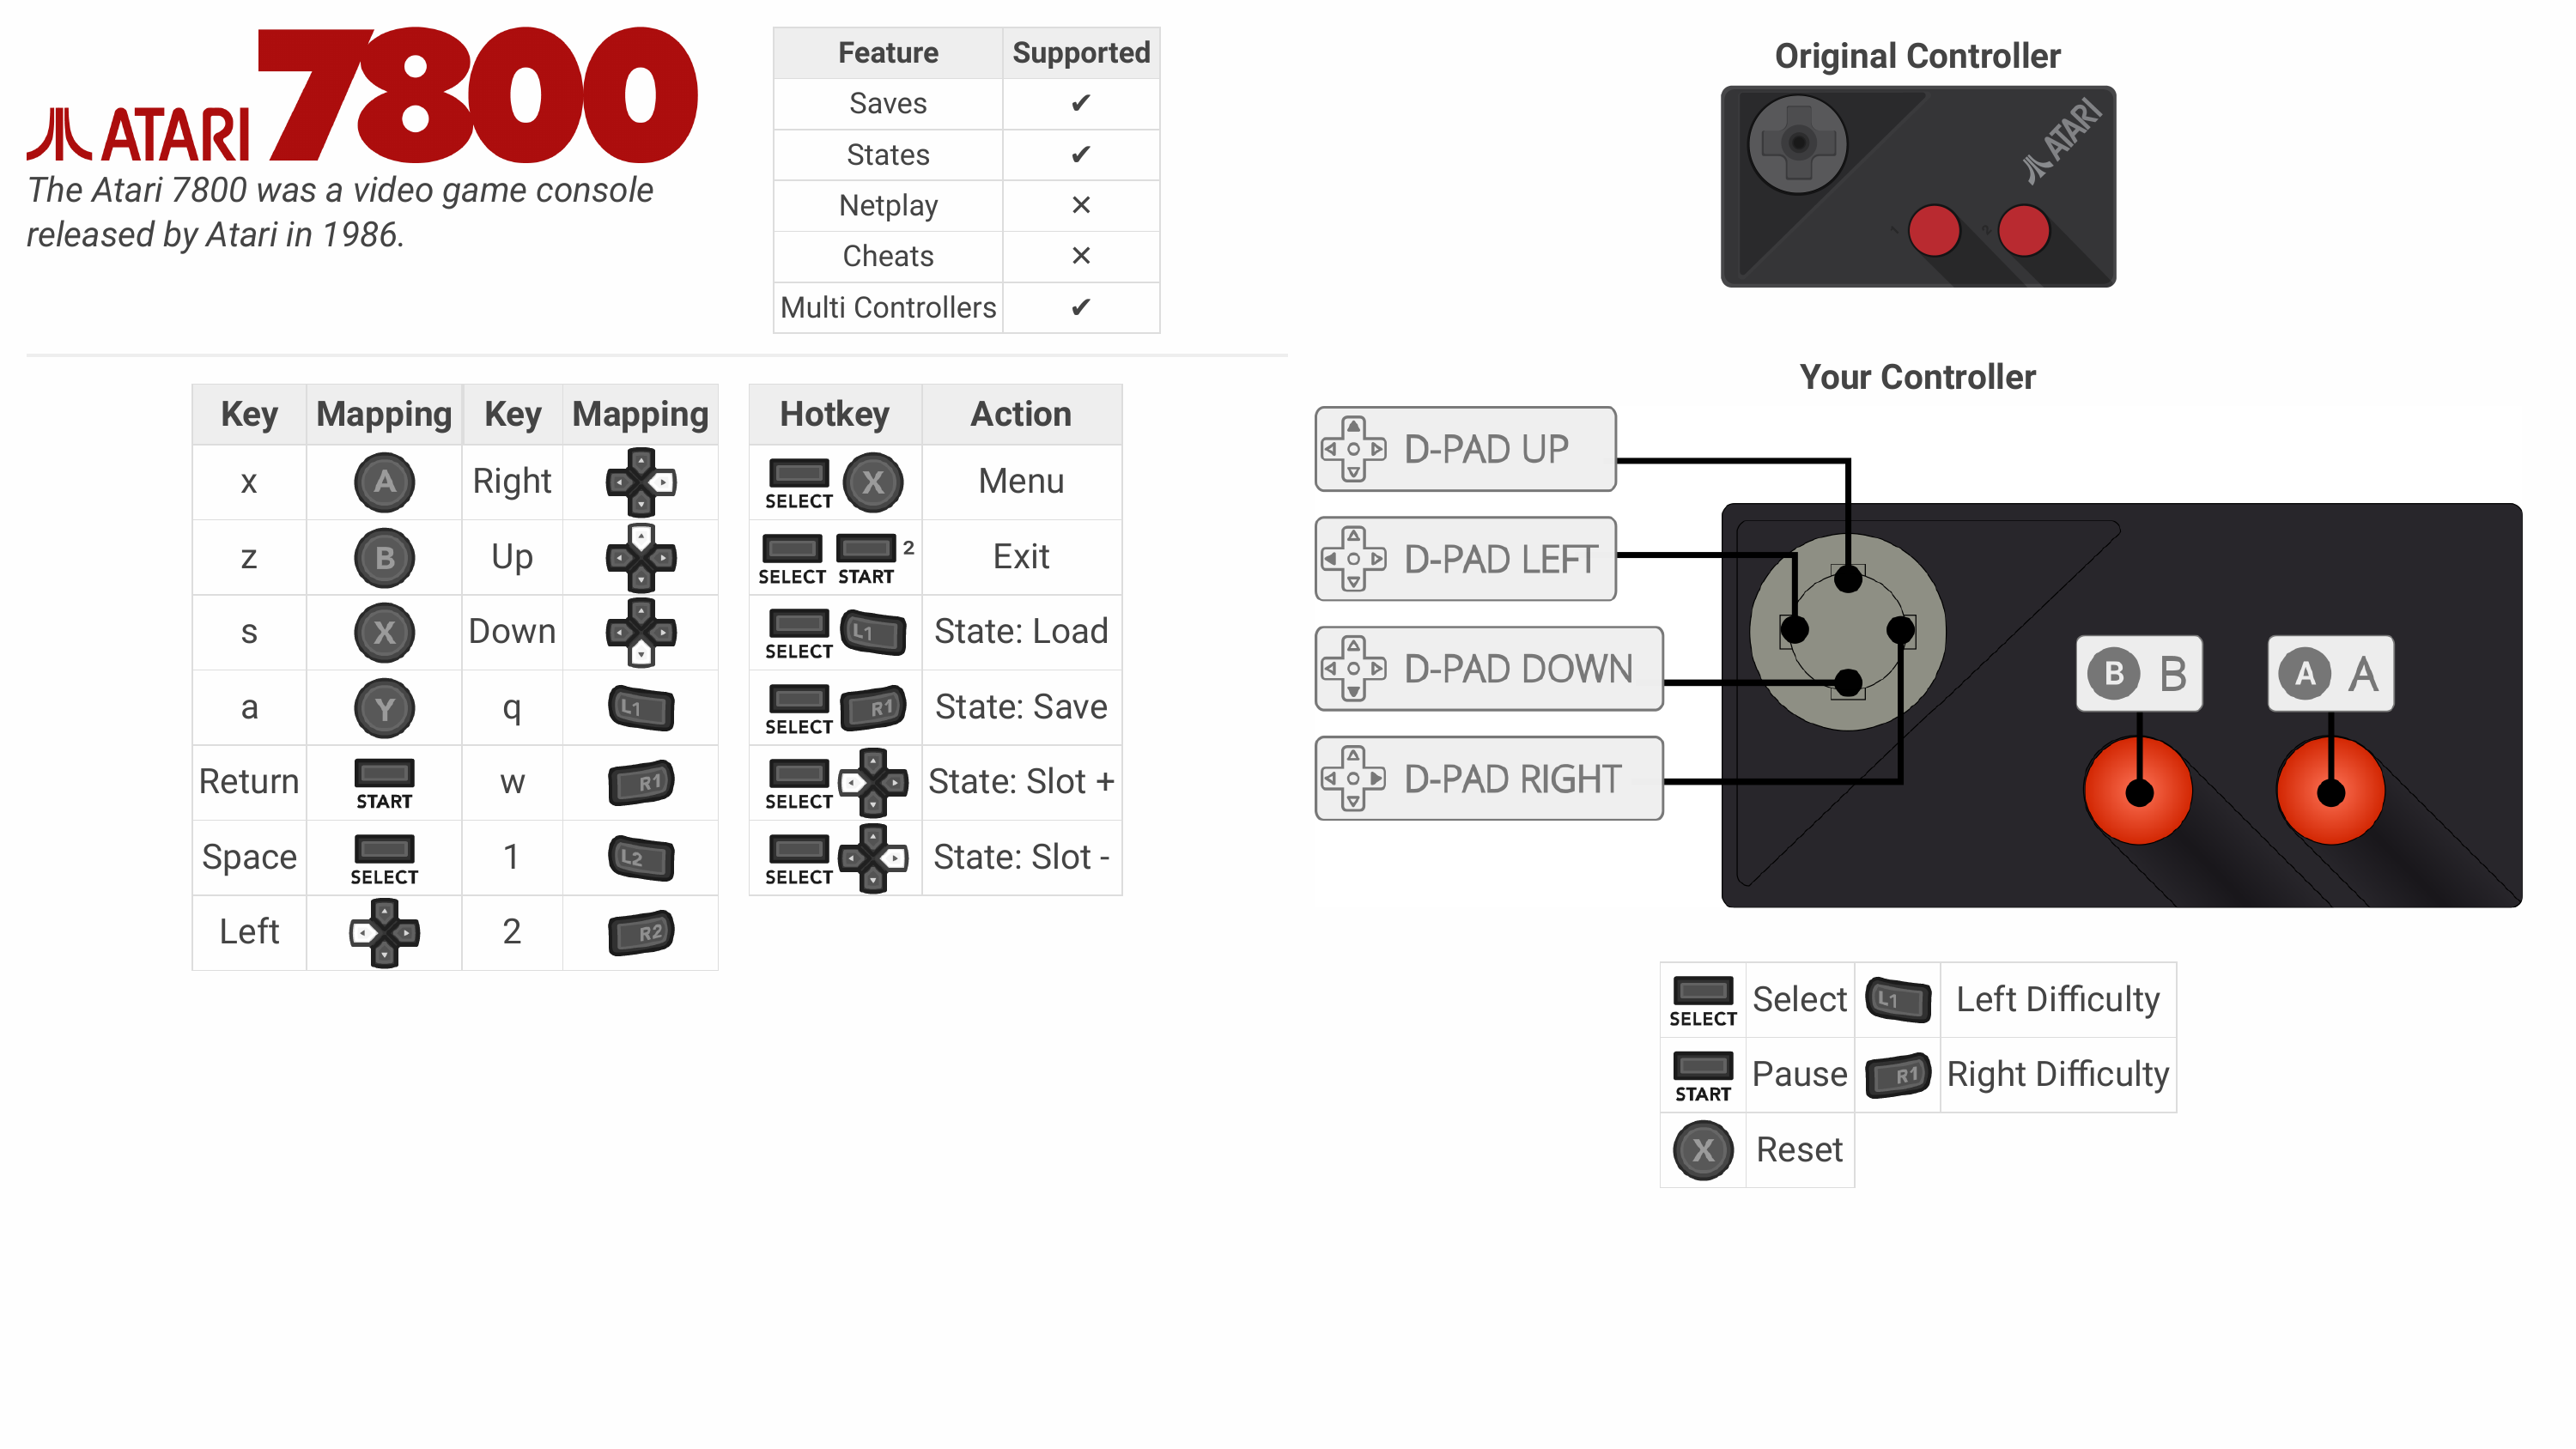 ATARI 7800
The Atari 7800 was a video game console
released by Atari in 1986.
Feature Supported
Saves ✔
States ✔
Netplay ✕
Cheats ✕
Multi Controllers ✔
Original Controller
ATARI
1 2
Key Mapping Key Mapping
x A Right
z B Up
s X Down
a Y q L1
Return START w R1
Space SELECT 1 L2
Left 2 R2
Hotkey Action
SELECT X Menu
SELECT START 2 Exit
SELECT L1 State: Load
SELECT R1 State: Save
SELECT State: Slot +
SELECT State: Slot -
Your Controller
D-PAD UP
D-PAD LEFT
D-PAD DOWN
D-PAD RIGHT
B B
A A
SELECT Select L1 Left Difficulty
START Pause R1 Right Difficulty
X Reset